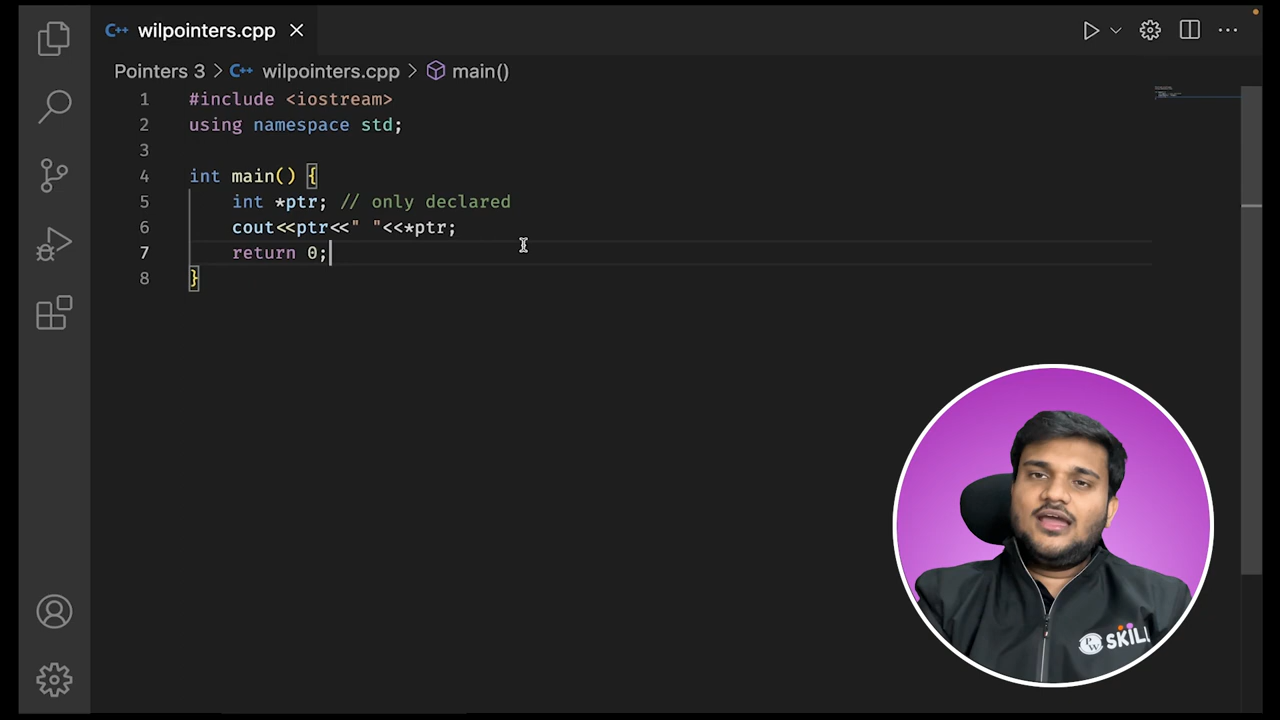 wilpointers.cpp
Pointers 3 > wilpointers.cpp > main()
1 #include <iostream>
2 using namespace std;
3
4 int main() {
5 int *ptr; // only declared
6 cout<<ptr<<" "<<*ptr;
7 return 0;
8 }
PW SKILL